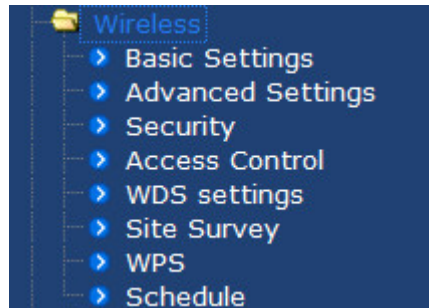 Wireless
Basic Settings
Advanced Settings
Security
Access Control
WDS settings
Site Survey
WPS
Schedule